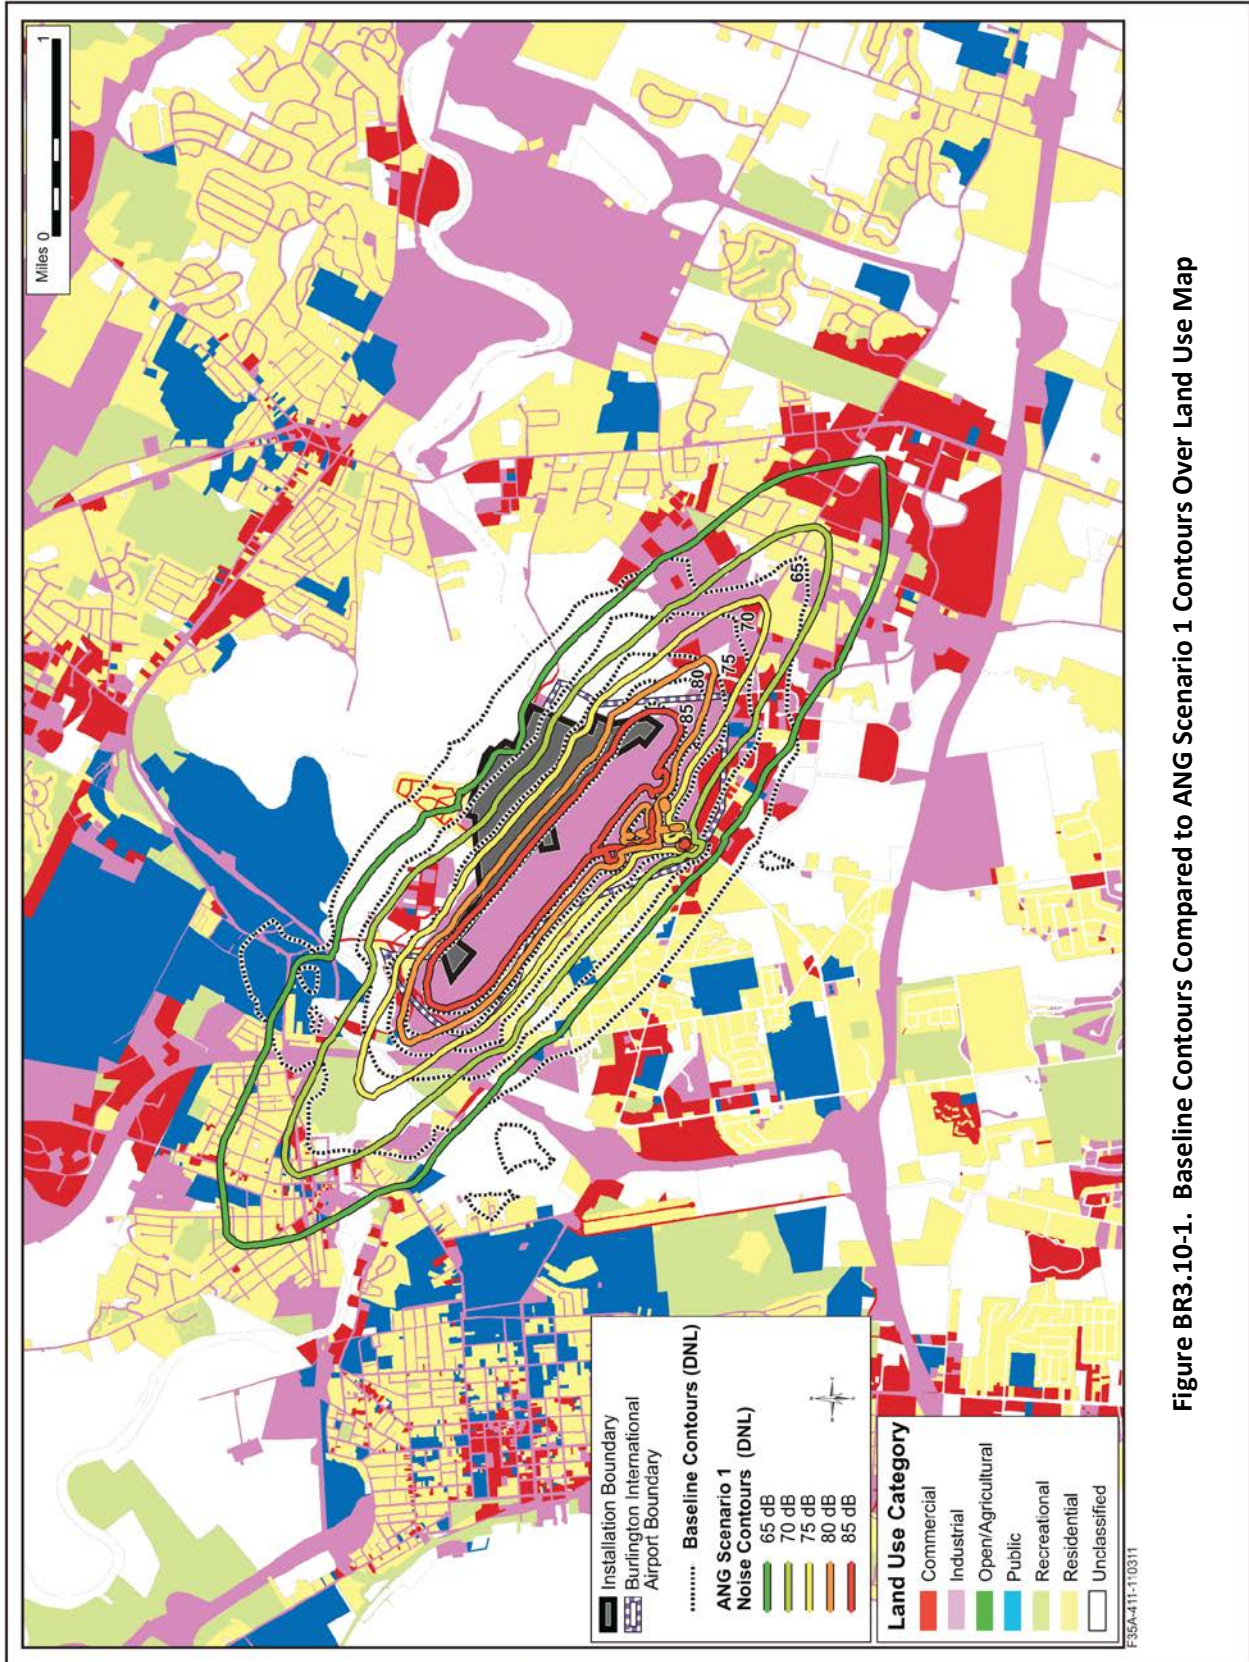 Miles 0
1
65
70
75
80
85
Installation Boundary
Burlington International
Airport Boundary
Baseline Contours (DNL)
ANG Scenario 1
Noise Contours (DNL)
65 dB
70 dB
75 dB
80 dB
85 dB
Land Use Category
Commercial
Industrial
Open/Agricultural
Public
Recreational
Residential
Unclassified
F35A-411-110311
Figure BR3.10-1. Baseline Contours Compared to ANG Scenario 1 Contours Over Land Use Map